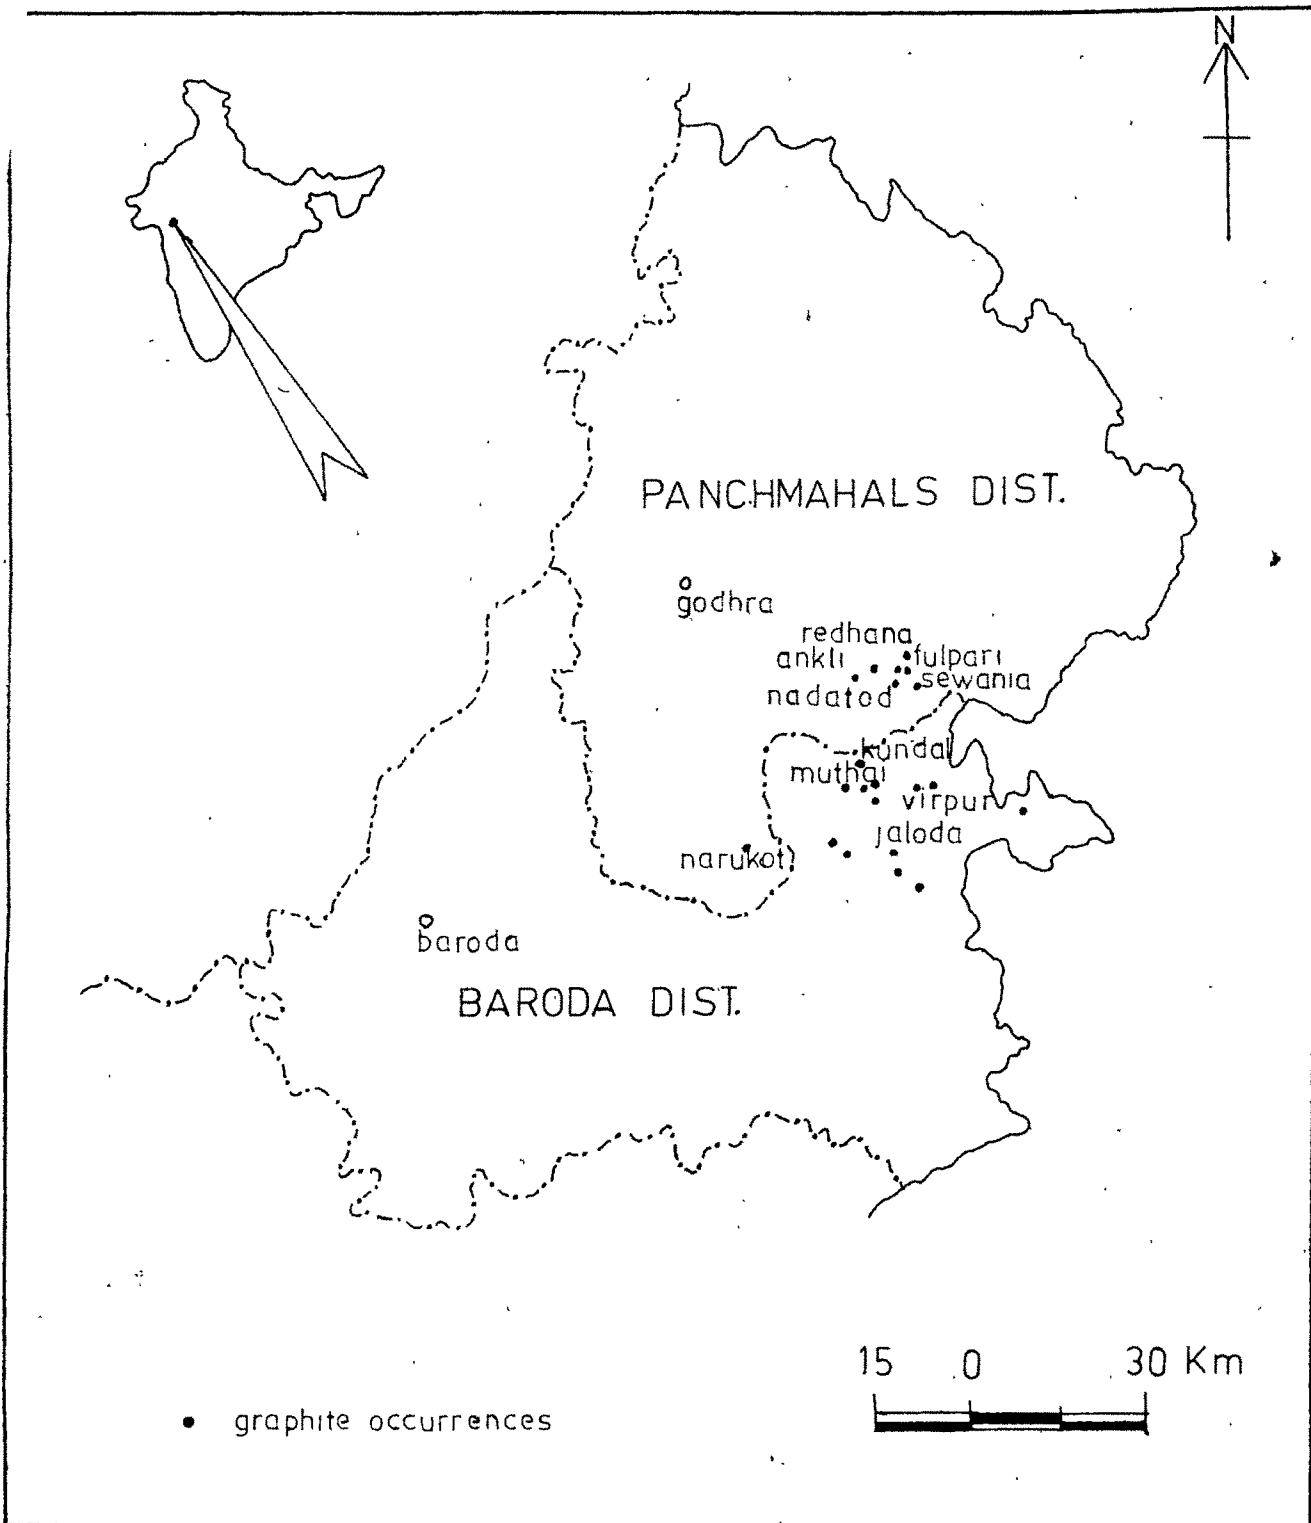 N
PANCHMAHALS DIST.
godhra
redhana
ankli
fulpari
sewania
nadatod
kundal
muthai
virpur
jaloda
narukot
baroda
BARODA DIST.
15 0 30 Km
graphite occurrences